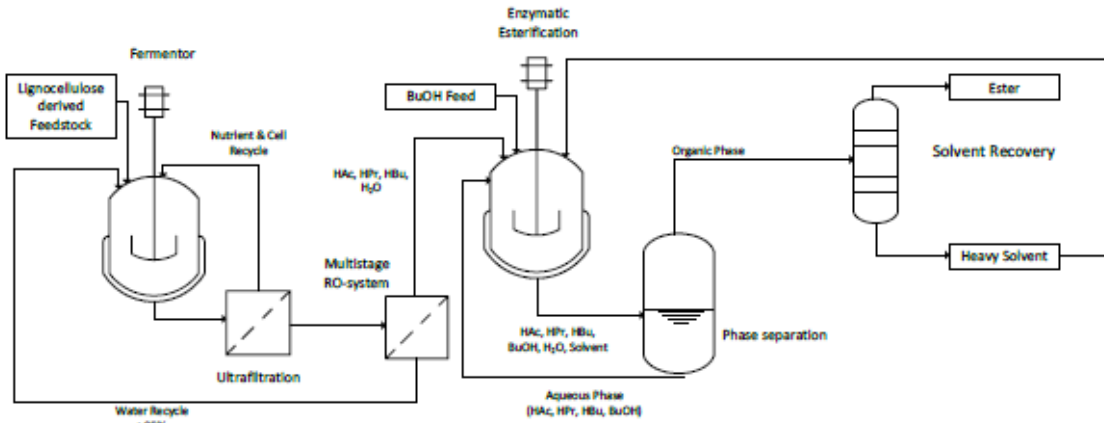 Enzymatic
Esterification
Fermentor
Lignocellulose
derived
Feedstock
BuOH Feed
Ester
Nutrient & Cell
Recycle
Organic Phase
Solvent Recovery
HAc, HPr, HBu,
H₂O
Multistage
RO-system
Heavy Solvent
HAc, HPr, HBu,
BuOH, H₂O, Solvent
Phase separation
Ultrafiltration
Aqueous Phase
(HAc, HPr, HBu, BuOH)
Water Recycle